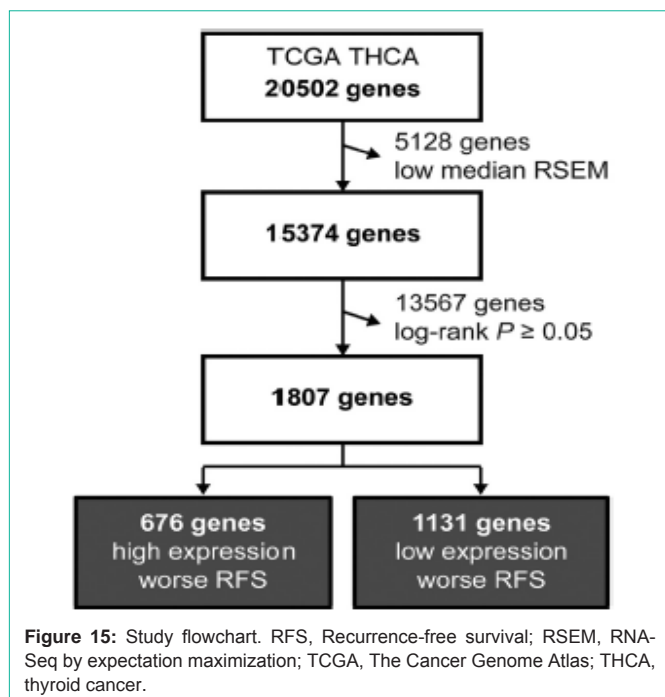 TCGA THCA
20502 genes
5128 genes
low median RSEM
15374 genes
13567 genes
log-rank P ≥ 0.05
1807 genes
676 genes
high expression
worse RFS
1131 genes
low expression
worse RFS
Figure 15: Study flowchart. RFS, Recurrence-free survival; RSEM, RNA-
Seq by expectation maximization; TCGA, The Cancer Genome Atlas; THCA,
thyroid cancer.